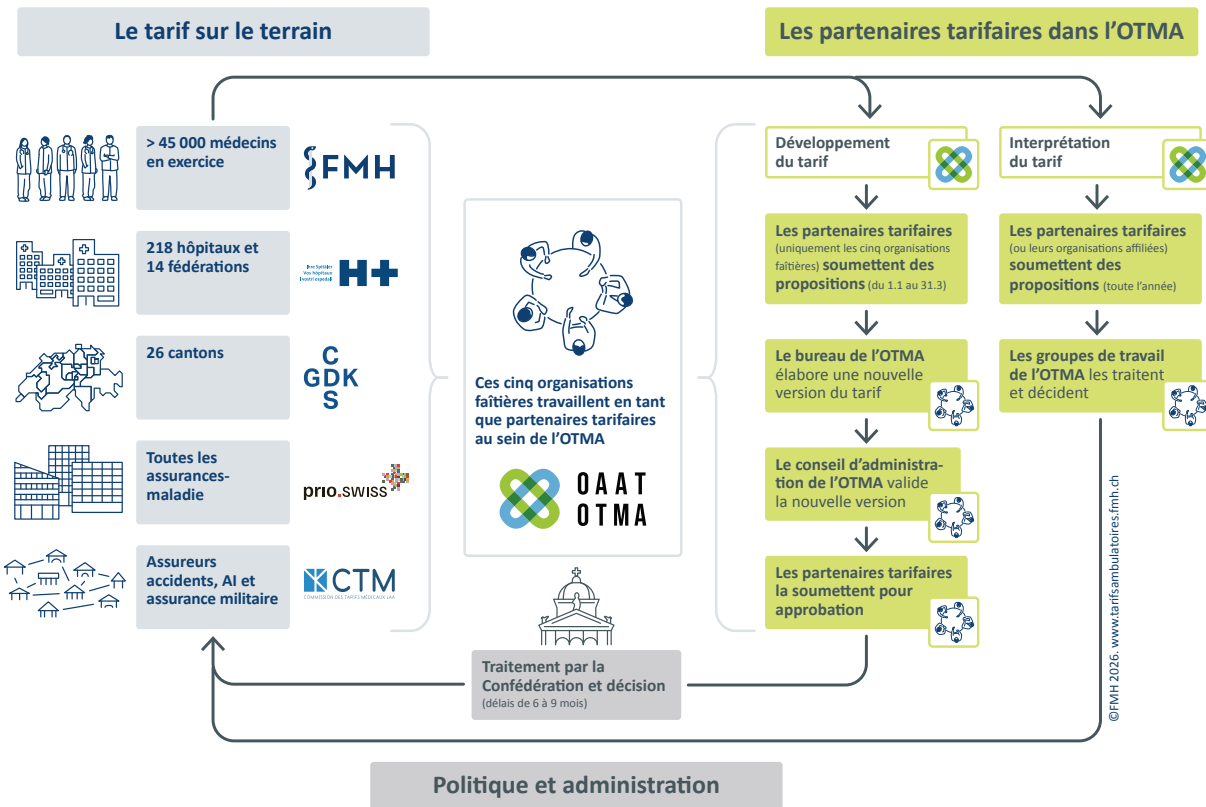 Le tarif sur le terrain
Les partenaires tarifaires dans l’OTMA
> 45 000 médecins
en exercice
FMH
218 hôpitaux et
14 fédérations
Ihre Spitäler
Vos hôpitaux
I vostri ospedali
H+
26 cantons
C
GDK
S
Toutes les
assurances-
maladie
prio.swiss
Assureurs
accidents, AI et
assurance militaire
CTM
COMMISSION DES TARIFS MÉDICAUX LAA
Ces cinq organisations
faîtières travaillent en tant
que partenaires tarifaires
au sein de l’OTMA
OAAT
OTMA
Développement
du tarif
Les partenaires tarifaires
(uniquement les cinq organisations
faîtières) soumettent des
propositions (du 1.1 au 31.3)
Le bureau de l’OTMA
élabore une nouvelle
version du tarif
Le conseil d’administra-
tion de l’OTMA valide
la nouvelle version
Les partenaires tarifaires
la soumettent pour
approbation
Interprétation
du tarif
Les partenaires tarifaires
(ou leurs organisations affiliées)
soumettent des
propositions (toute l’année)
Les groupes de travail
de l’OTMA les traitent
et décident
Traitement par la
Confédération et décision
(délais de 6 à 9 mois)
Politique et administration
©FMH 2026. www.tarifsambulatoires.fmh.ch